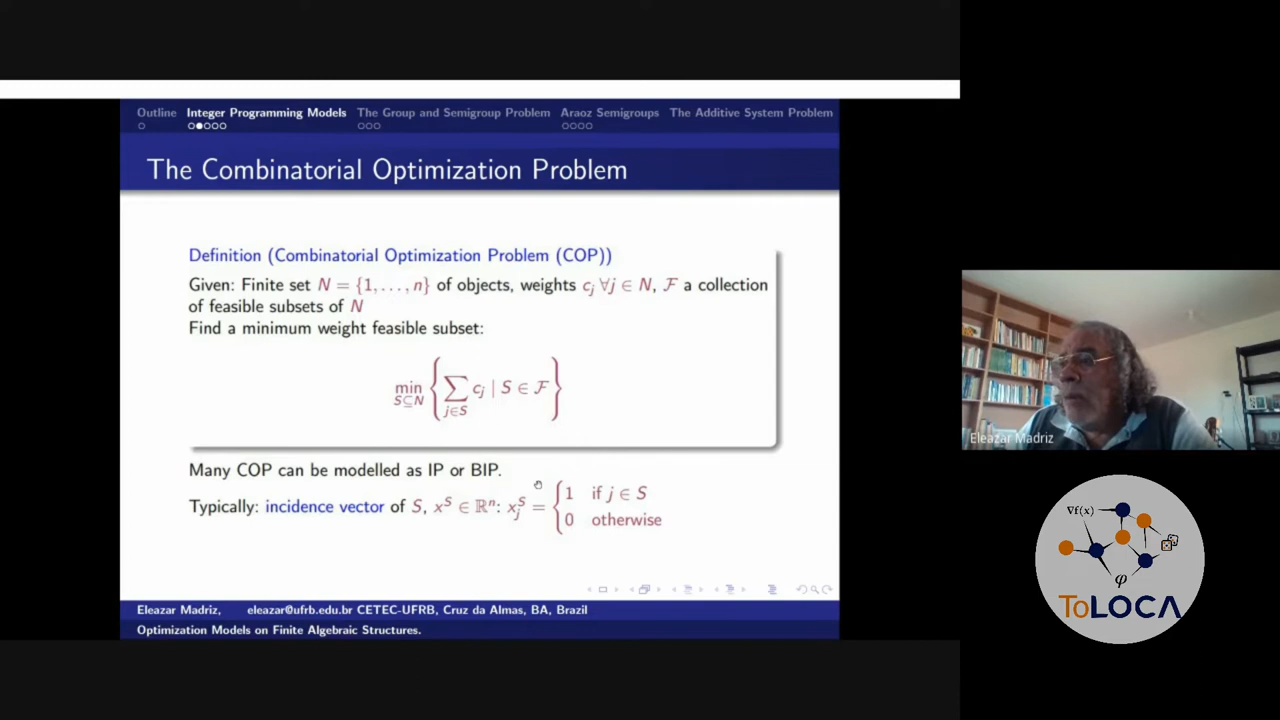 Outline Integer Programming Models The Group and Semigroup Problem Araoz Semigroups The Additive System Problem
The Combinatorial Optimization Problem
Definition (Combinatorial Optimization Problem (COP))
Given: Finite set N = {1, . . . , n} of objects, weights c_j ∀j ∈ N, F a collection
of feasible subsets of N
Find a minimum weight feasible subset:
min_{S⊆N} { ∑_{j∈S} c_j | S ∈ F }
Many COP can be modelled as IP or BIP.
Typically: incidence vector of S, x^S ∈ ℝ^n: x_j^S = { 1 if j ∈ S
0 otherwise
Eleazar Madriz, eleazar@ufrb.edu.br CETEC-UFRB, Cruz da Almas, BA, Brazil
Optimization Models on Finite Algebraic Structures.
Eleazar Madriz
∇f(x)
φ
ToLOCA